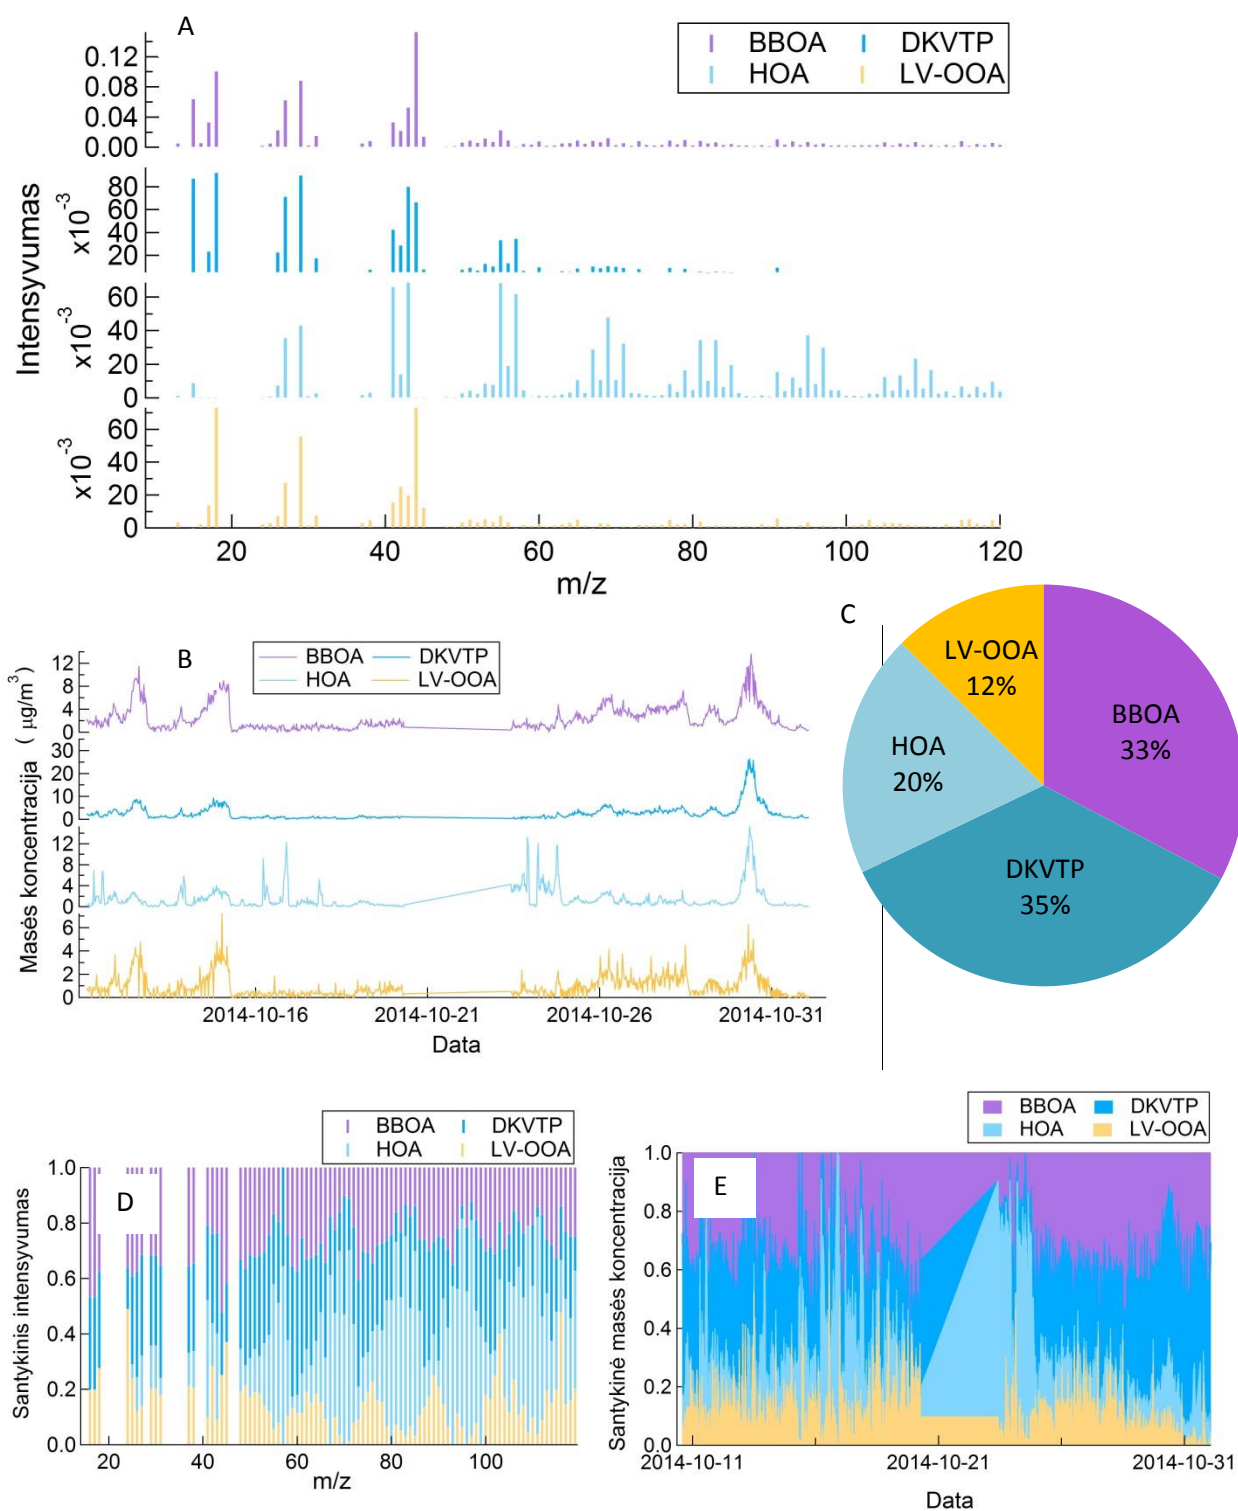 A
BBOA DKVTP
HOA LV-OOA
Intensyvumas
0.12
0.08
0.04
0.00
x10⁻³
80
60
40
20
x10⁻³
60
40
20
0
x10⁻³
60
40
20
0
20 40 60 80 100 120
m/z
B
BBOA DKVTP
HOA LV-OOA
Masės koncentracija ( µg/m³)
12
8
4
0
30
20
10
0
12
8
4
0
6
4
2
0
2014-10-16 2014-10-21 2014-10-26 2014-10-31
Data
C
LV-OOA
12%
BBOA
33%
HOA
20%
DKVTP
35%
D
BBOA DKVTP
HOA LV-OOA
Santykinis intensyvumas
1.0
0.8
0.6
0.4
0.2
0.0
20 40 60 80 100
m/z
E
BBOA DKVTP
HOA LV-OOA
Santykinė masės koncentracija
1.0
0.8
0.6
0.4
0.2
0.0
2014-10-11 2014-10-21 2014-10-31
Data